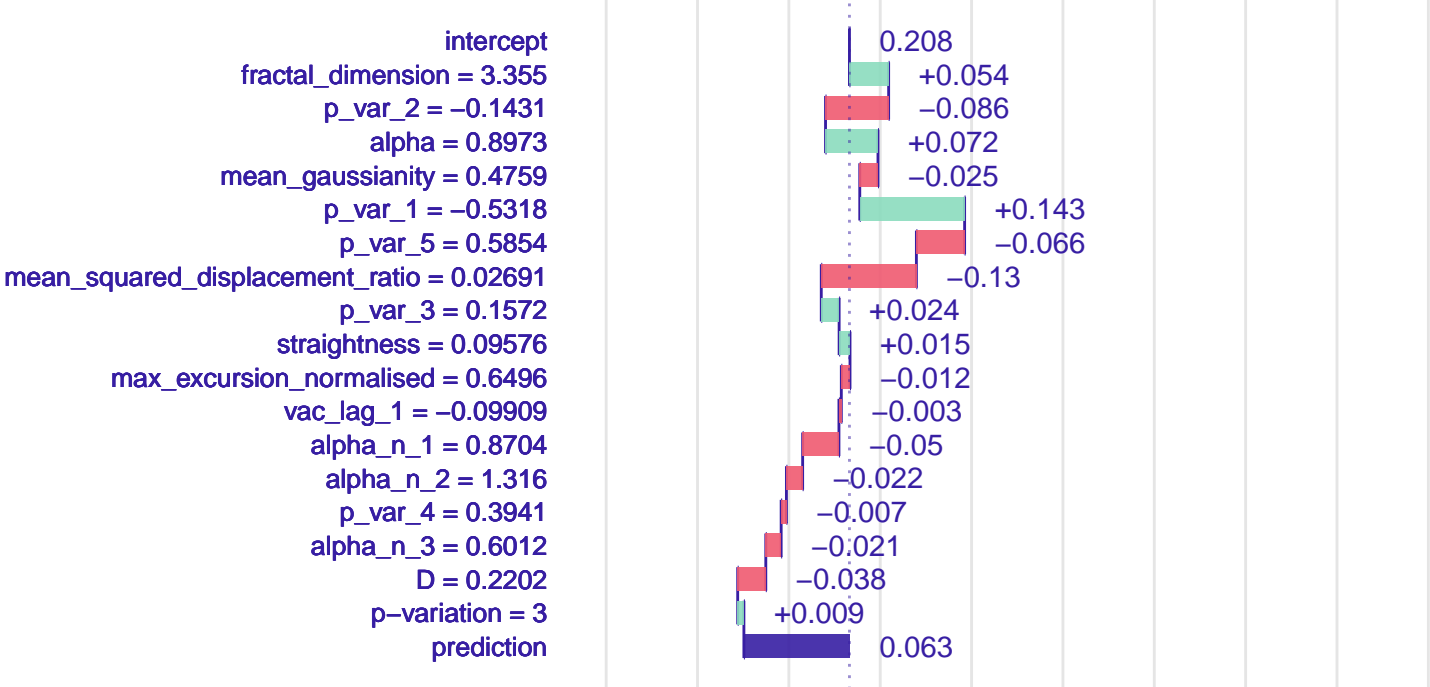 intercept 0.208
fractal_dimension = 3.355 +0.054
p_var_2 = −0.1431 −0.086
alpha = 0.8973 +0.072
mean_gaussianity = 0.4759 −0.025
p_var_1 = −0.5318 +0.143
p_var_5 = 0.5854 −0.066
mean_squared_displacement_ratio = 0.02691 −0.13
p_var_3 = 0.1572 +0.024
straightness = 0.09576 +0.015
max_excursion_normalised = 0.6496 −0.012
vac_lag_1 = −0.09909 −0.003
alpha_n_1 = 0.8704 −0.05
alpha_n_2 = 1.316 −0.022
p_var_4 = 0.3941 −0.007
alpha_n_3 = 0.6012 −0.021
D = 0.2202 −0.038
p−variation = 3 +0.009
prediction 0.063